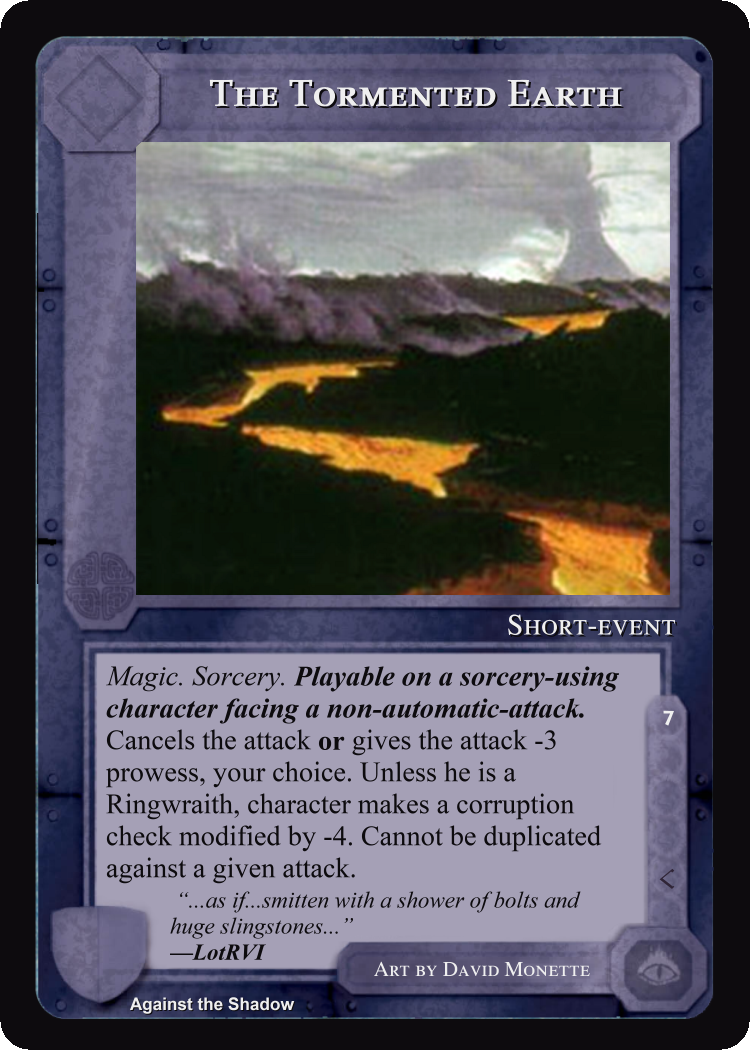 The Tormented Earth
Short-event
Magic. Sorcery. Playable on a sorcery-using
character facing a non-automatic-attack.
Cancels the attack or gives the attack -3
prowess, your choice. Unless he is a
Ringwraith, character makes a corruption
check modified by -4. Cannot be duplicated
against a given attack.
“...as if...smitten with a shower of bolts and
huge slingstones...”
—LotRVI
7
Art by David Monette
Against the Shadow